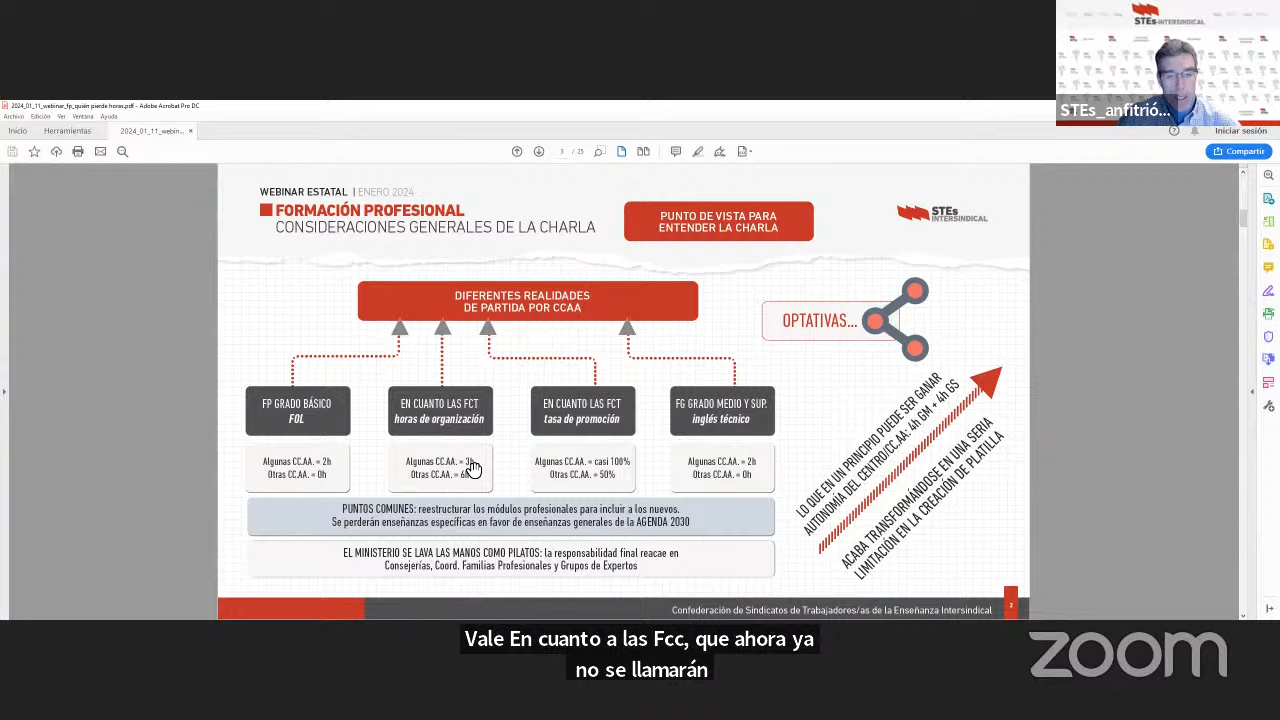 STEs-INTERSINDICAL
STEs_anfitrió...
2024_01_11_webinar_fp_quién pierde horas.pdf - Adobe Acrobat Pro DC
Archivo Edición Ver Ventana Ayuda
Inicio Herramientas 2024_01_11_webin... ×
Iniciar sesión
3 / 25
Compartir
WEBINAR ESTATAL | ENERO 2024
FORMACIÓN PROFESIONAL
CONSIDERACIONES GENERALES DE LA CHARLA
PUNTO DE VISTA PARA
ENTENDER LA CHARLA
STEs
INTERSINDICAL
DIFERENTES REALIDADES
DE PARTIDA POR CCAA
OPTATIVAS...
FP GRADO BÁSICO
FOL
EN CUANTO LAS FCT
horas de organización
EN CUANTO LAS FCT
tasa de promoción
FG GRADO MEDIO Y SUP.
inglés técnico
Algunas CC.AA. = 2h
Otras CC.AA. = 0h
Algunas CC.AA. = 3h
Otras CC.AA. = 6h
Algunas CC.AA. = casi 100%
Otras CC.AA. = 50%
Algunas CC.AA. = 2h
Otras CC.AA. = 0h
LO QUE EN UN PRINCIPIO PUEDE SER GANAR
AUTONOMÍA DEL CENTRO/CC.AA: 4h GM + 4h GS
ACABA TRANSFORMÁNDOSE EN UNA SERIA
LIMITACIÓN EN LA CREACIÓN DE PLATILLA
PUNTOS COMUNES: reestructurar los módulos profesionales para incluir a los nuevos.
Se perderán enseñanzas específicas en favor de enseñanzas generales de la AGENDA 2030
EL MINISTERIO SE LAVA LAS MANOS COMO PILATOS: la responsabilidad final reacae en
Consejerías, Coord. Familias Profesionales y Grupos de Expertos
Confederación de Sindicatos de Trabajadores/as de la Enseñanza Intersindical
3
Vale En cuanto a las Fcc, que ahora ya
no se llamarán
zoom